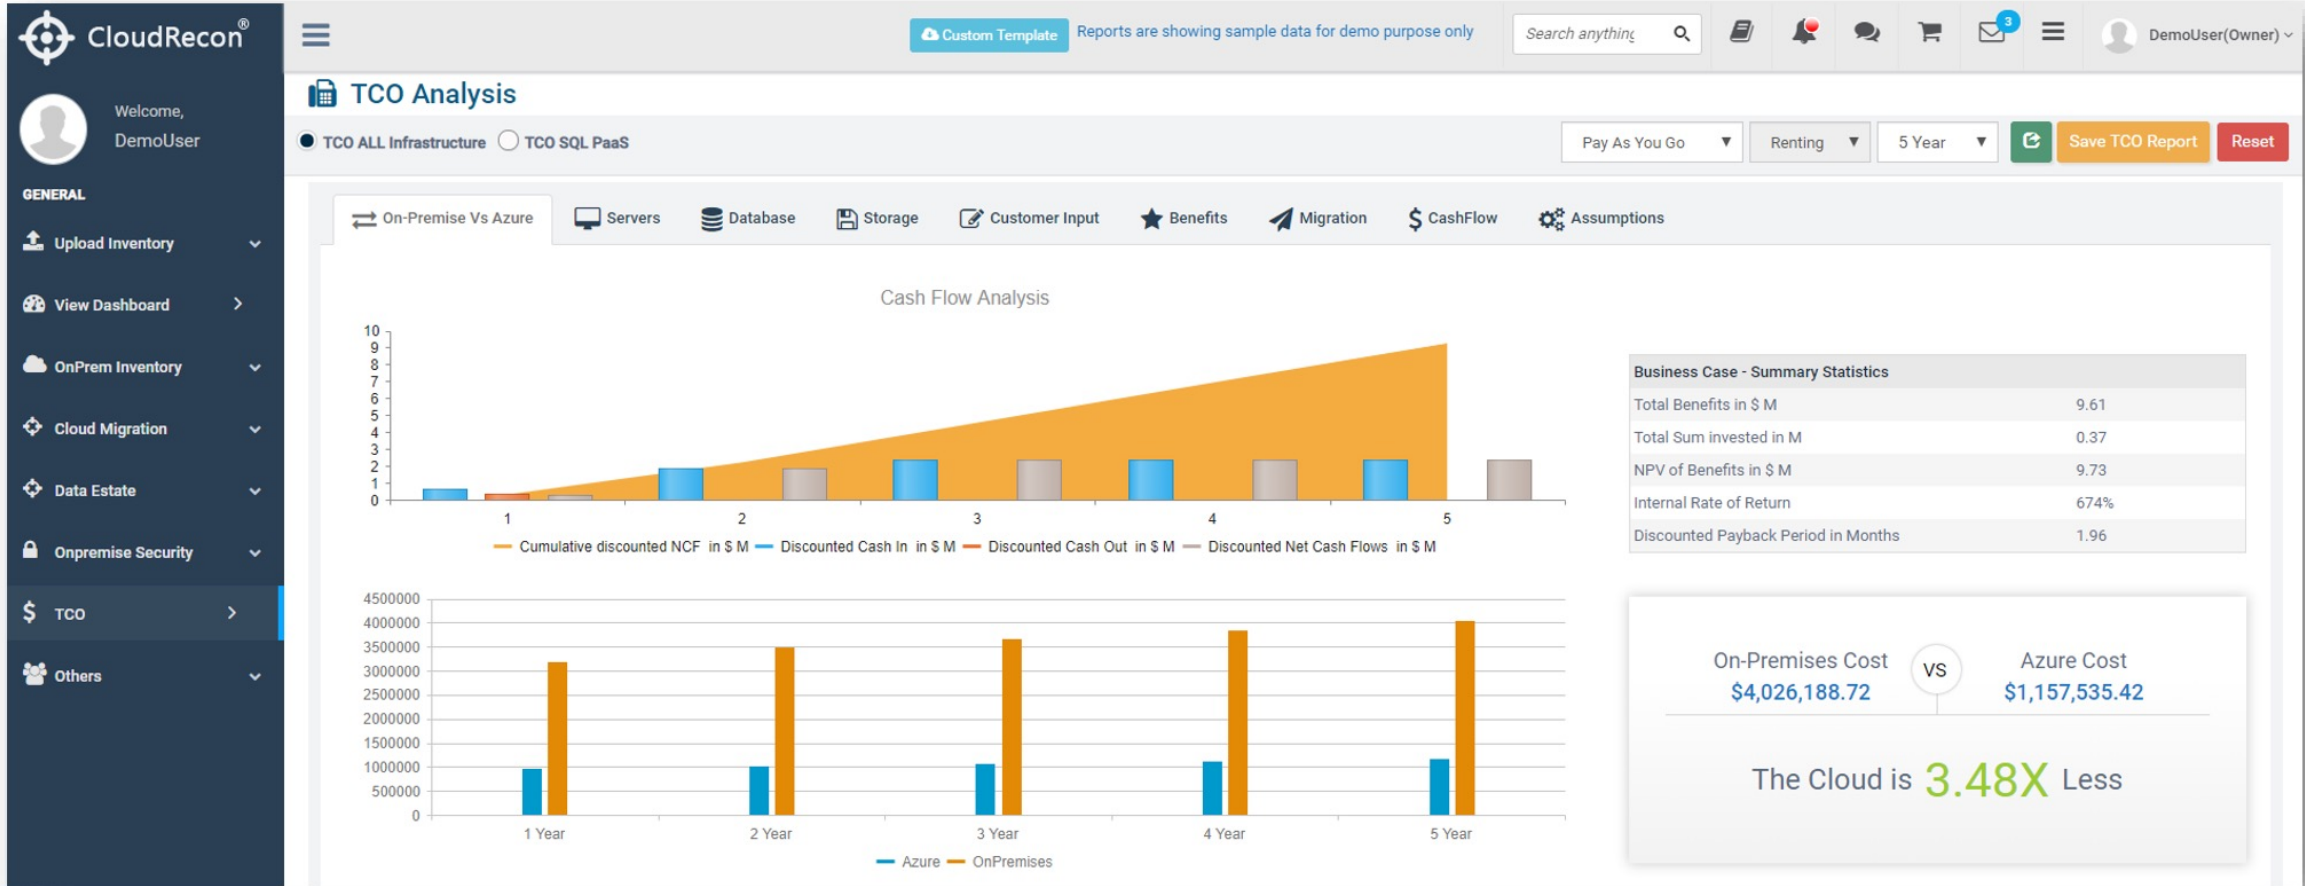 CloudRecon®
Custom Template
Reports are showing sample data for demo purpose only
Search anything
3
DemoUser(Owner)
Welcome,
DemoUser
GENERAL
Upload Inventory
View Dashboard
OnPrem Inventory
Cloud Migration
Data Estate
Onpremise Security
$ TCO
Others
TCO Analysis
TCO ALL Infrastructure TCO SQL PaaS
Pay As You Go
Renting
5 Year
Save TCO Report
Reset
On-Premise Vs Azure
Servers
Database
Storage
Customer Input
Benefits
Migration
$ CashFlow
Assumptions
Cash Flow Analysis
10
9
8
7
6
5
4
3
2
1
0
1 2 3 4 5
Cumulative discounted NCF in $ M Discounted Cash In in $ M Discounted Cash Out in $ M Discounted Net Cash Flows in $ M
4500000
4000000
3500000
3000000
2500000
2000000
1500000
1000000
500000
0
1 Year 2 Year 3 Year 4 Year 5 Year
Azure OnPremises
Business Case - Summary Statistics
Total Benefits in $ M 9.61
Total Sum invested in M 0.37
NPV of Benefits in $ M 9.73
Internal Rate of Return 674%
Discounted Payback Period in Months 1.96
On-Premises Cost VS Azure Cost
$4,026,188.72 $1,157,535.42
The Cloud is 3.48X Less